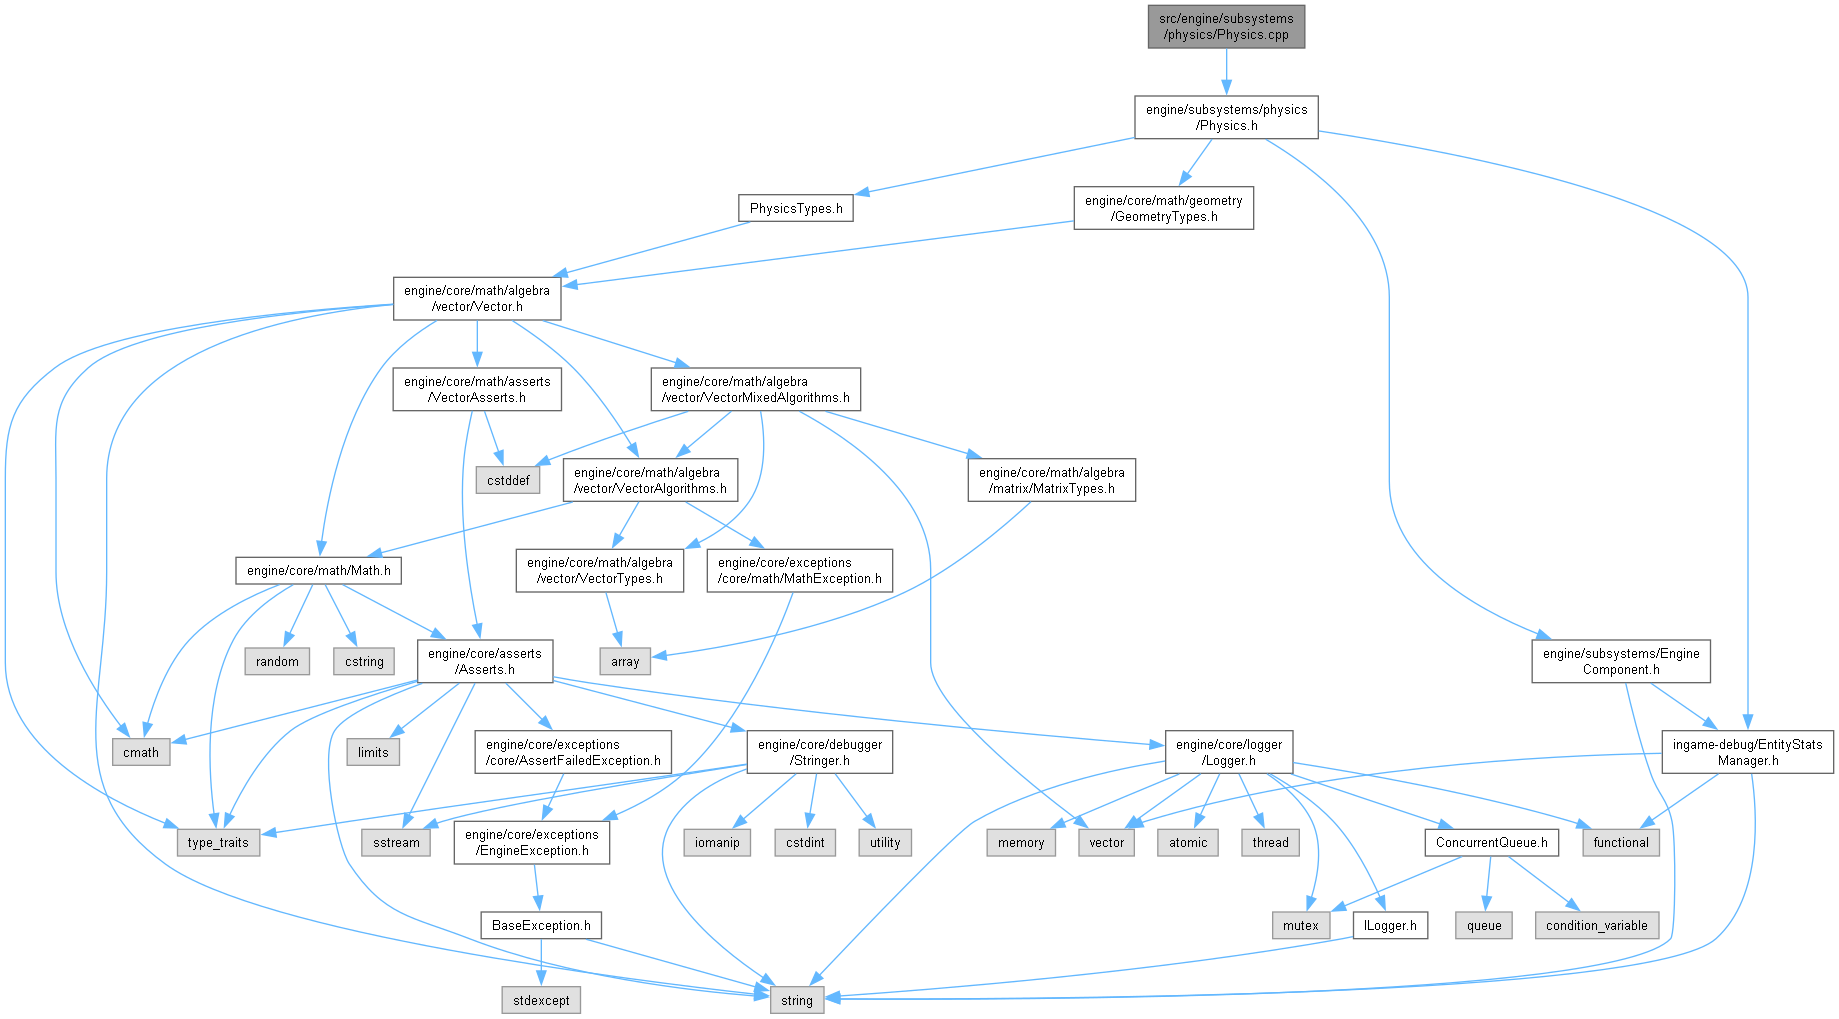 src/engine/subsystems
/physics/Physics.cpp
engine/subsystems/physics
/Physics.h
PhysicsTypes.h
engine/core/math/geometry
/GeometryTypes.h
engine/core/math/algebra
/vector/Vector.h
engine/core/math/asserts
/VectorAsserts.h
engine/core/math/algebra
/vector/VectorMixedAlgorithms.h
cstddef
engine/core/math/algebra
/vector/VectorAlgorithms.h
engine/core/math/algebra
/matrix/MatrixTypes.h
engine/core/math/Math.h
engine/core/math/algebra
/vector/VectorTypes.h
engine/core/exceptions
/core/math/MathException.h
random
cstring
engine/core/asserts
/Asserts.h
array
engine/subsystems/Engine
Component.h
cmath
limits
engine/core/exceptions
/core/AssertFailedException.h
engine/core/debugger
/Stringer.h
engine/core/logger
/Logger.h
ingame-debug/EntityStats
Manager.h
type_traits
sstream
engine/core/exceptions
/EngineException.h
iomanip
cstdint
utility
memory
vector
atomic
thread
ConcurrentQueue.h
functional
BaseException.h
mutex
ILogger.h
queue
condition_variable
stdexcept
string